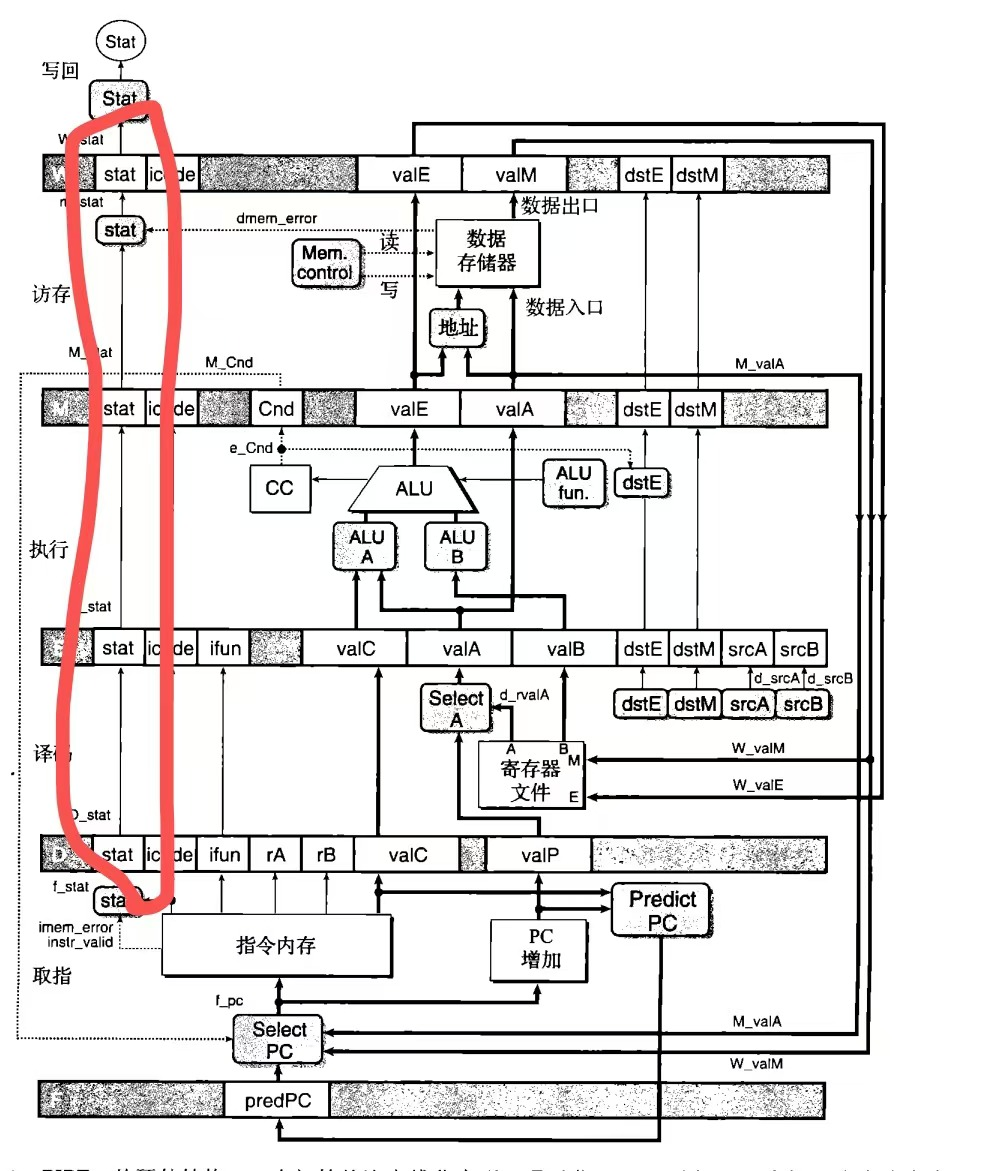 Stat
写回
Stat
stat
stat
valE
valM
dstE
dstM
数据出口
stat
dmem_error
读
Mem.
control
写
数据
存储器
访存
地址
数据入口
M_Cnd
M_valA
M
stat
Cnd
valE
valA
dstE
dstM
e_Cnd
CC
ALU
ALU
fun.
dstE
执行
ALU
A
ALU
B
_stat
stat
ifun
valC
valA
valB
dstE
dstM
srcA
srcB
d_srcA
d_srcB
Select
A
d_rvalA
dstE
dstM
srcA
srcB
A
B
M
寄存器
文件
E
W_valM
W_valE
译码
D_stat
D
stat
ifun
rA
rB
valC
valP
f_stat
imem_error
instr_valid
指令内存
PC
增加
Predict
PC
取指
f_pc
Select
PC
M_valA
W_valM
predPC